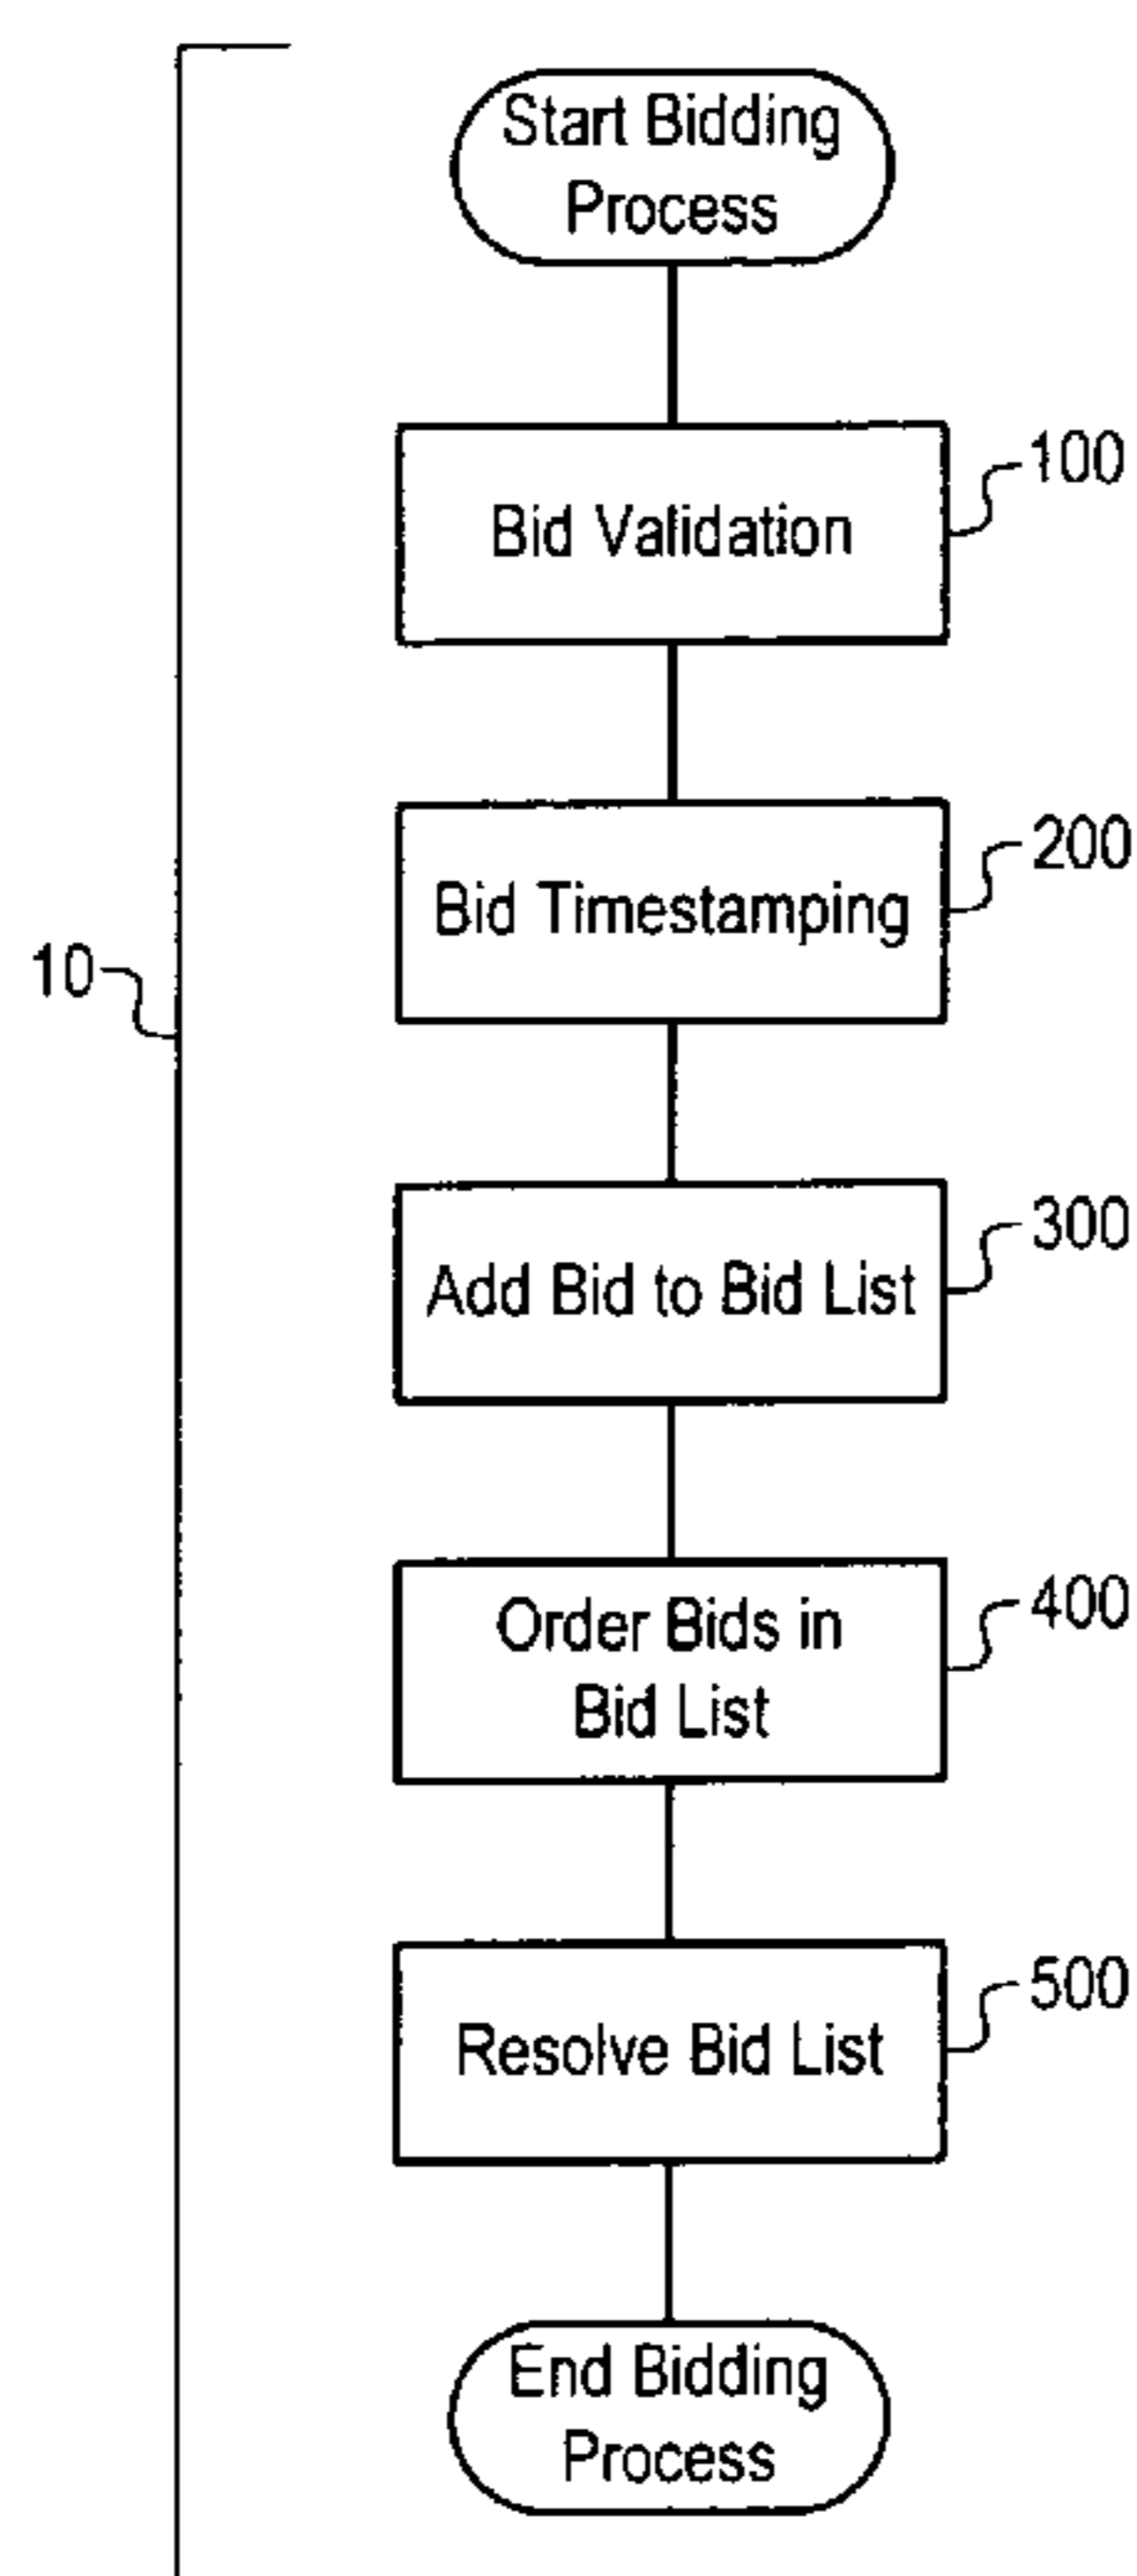 Start Bidding
Process
100
Bid Validation
200
Bid Timestamping
10
300
Add Bid to Bid List
400
Order Bids in
Bid List
500
Resolve Bid List
End Bidding
Process